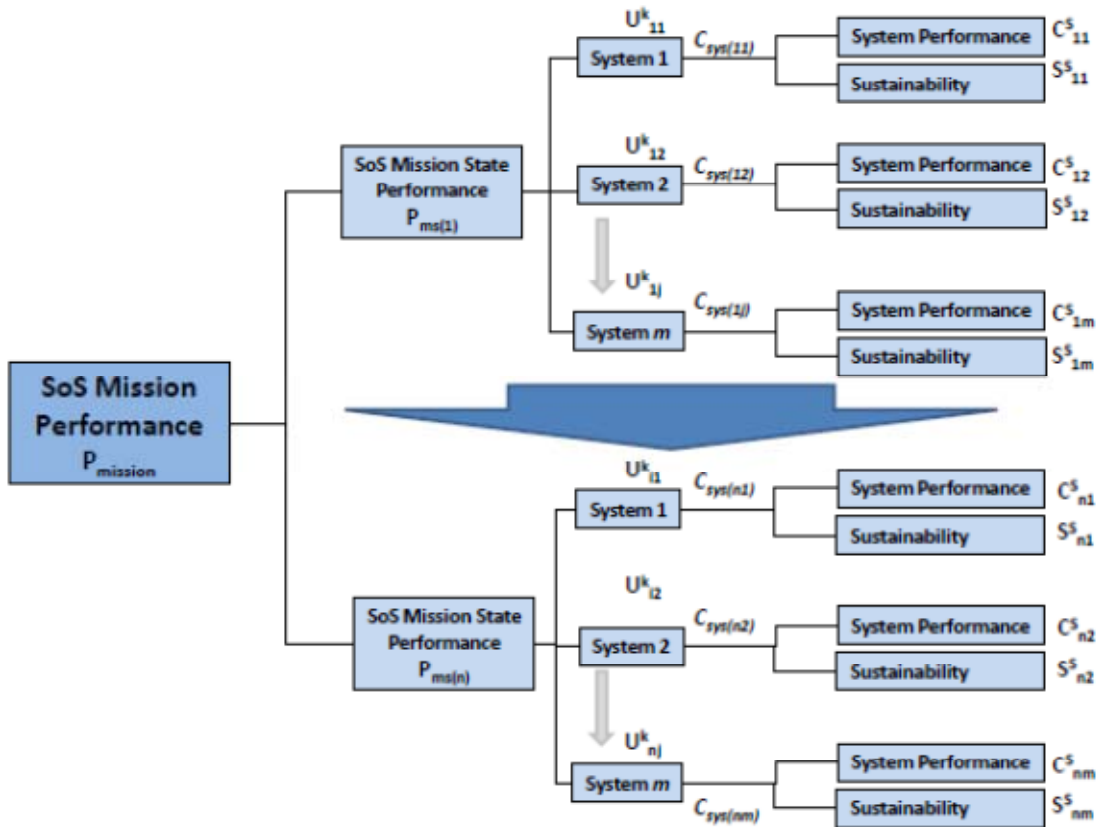 U^k_11
C_sys(11)
System 1
System Performance
C^S_11
Sustainability
S^S_11
SoS Mission State
Performance
P_ms(1)
U^k_12
C_sys(12)
System 2
System Performance
C^S_12
Sustainability
S^S_12
U^k_1j
C_sys(1j)
System m
System Performance
C^S_1m
Sustainability
S^S_1m
SoS Mission
Performance
P_mission
U^k_i1
C_sys(n1)
System 1
System Performance
C^S_n1
Sustainability
S^S_n1
SoS Mission State
Performance
P_ms(n)
U^k_i2
C_sys(n2)
System 2
System Performance
C^S_n2
Sustainability
S^S_n2
U^k_nj
System m
C_sys(nm)
System Performance
C^S_nm
Sustainability
S^S_nm